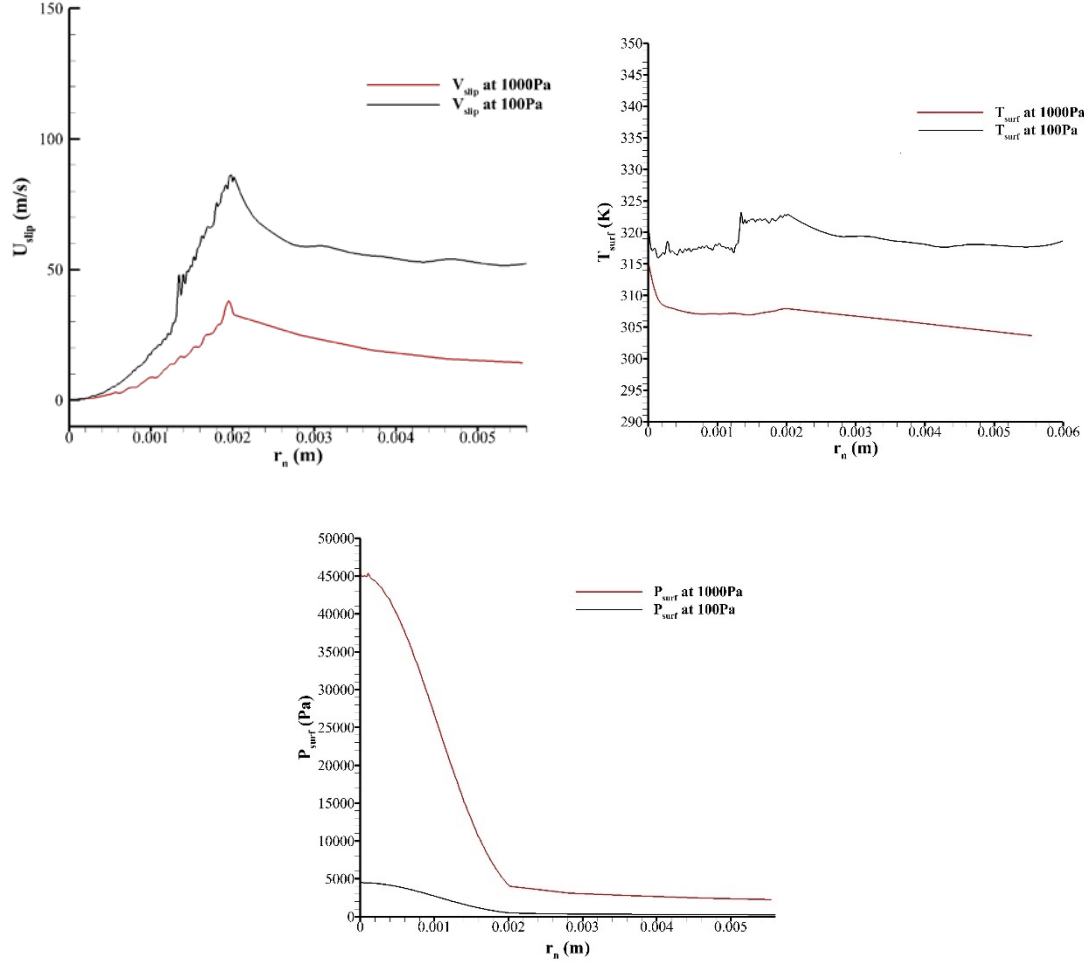 150
100
50
0
U_slip (m/s)
V_slip at 1000Pa
V_slip at 100Pa
0 0.001 0.002 0.003 0.004 0.005
r_n (m)
350
345
340
335
330
325
320
315
310
305
300
295
290
T_surf (K)
T_surf at 1000Pa
T_surf at 100Pa
0 0.001 0.002 0.003 0.004 0.005 0.006
r_n (m)
50000
45000
40000
35000
30000
25000
20000
15000
10000
5000
0
P_surf (Pa)
P_surf at 1000Pa
P_surf at 100Pa
0 0.001 0.002 0.003 0.004 0.005
r_n (m)